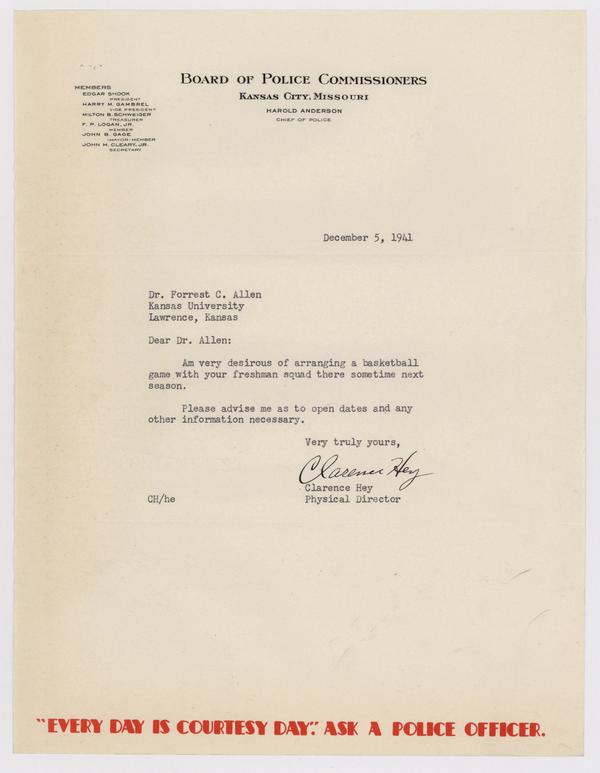 BOARD OF POLICE COMMISSIONERS
KANSAS CITY, MISSOURI
HAROLD ANDERSON
CHIEF OF POLICE
MEMBERS
EDGAR SHOOK
PRESIDENT
HARRY M. GAMBREL
VICE PRESIDENT
MILTON B. SCHWEIGER
TREASURER
F. P. LOGAN, JR.
MEMBER
JOHN B. GAGE
MAYOR-MEMBER
JOHN M. CLEARY, JR.
SECRETARY
December 5, 1941
Dr. Forrest C. Allen
Kansas University
Lawrence, Kansas
Dear Dr. Allen:
Am very desirous of arranging a basketball
game with your freshman squad there sometime next
season.
Please advise me as to open dates and any
other information necessary.
Very truly yours,
Clarence Hey
Clarence Hey
CH/he Physical Director
"EVERY DAY IS COURTESY DAY". ASK A POLICE OFFICER.